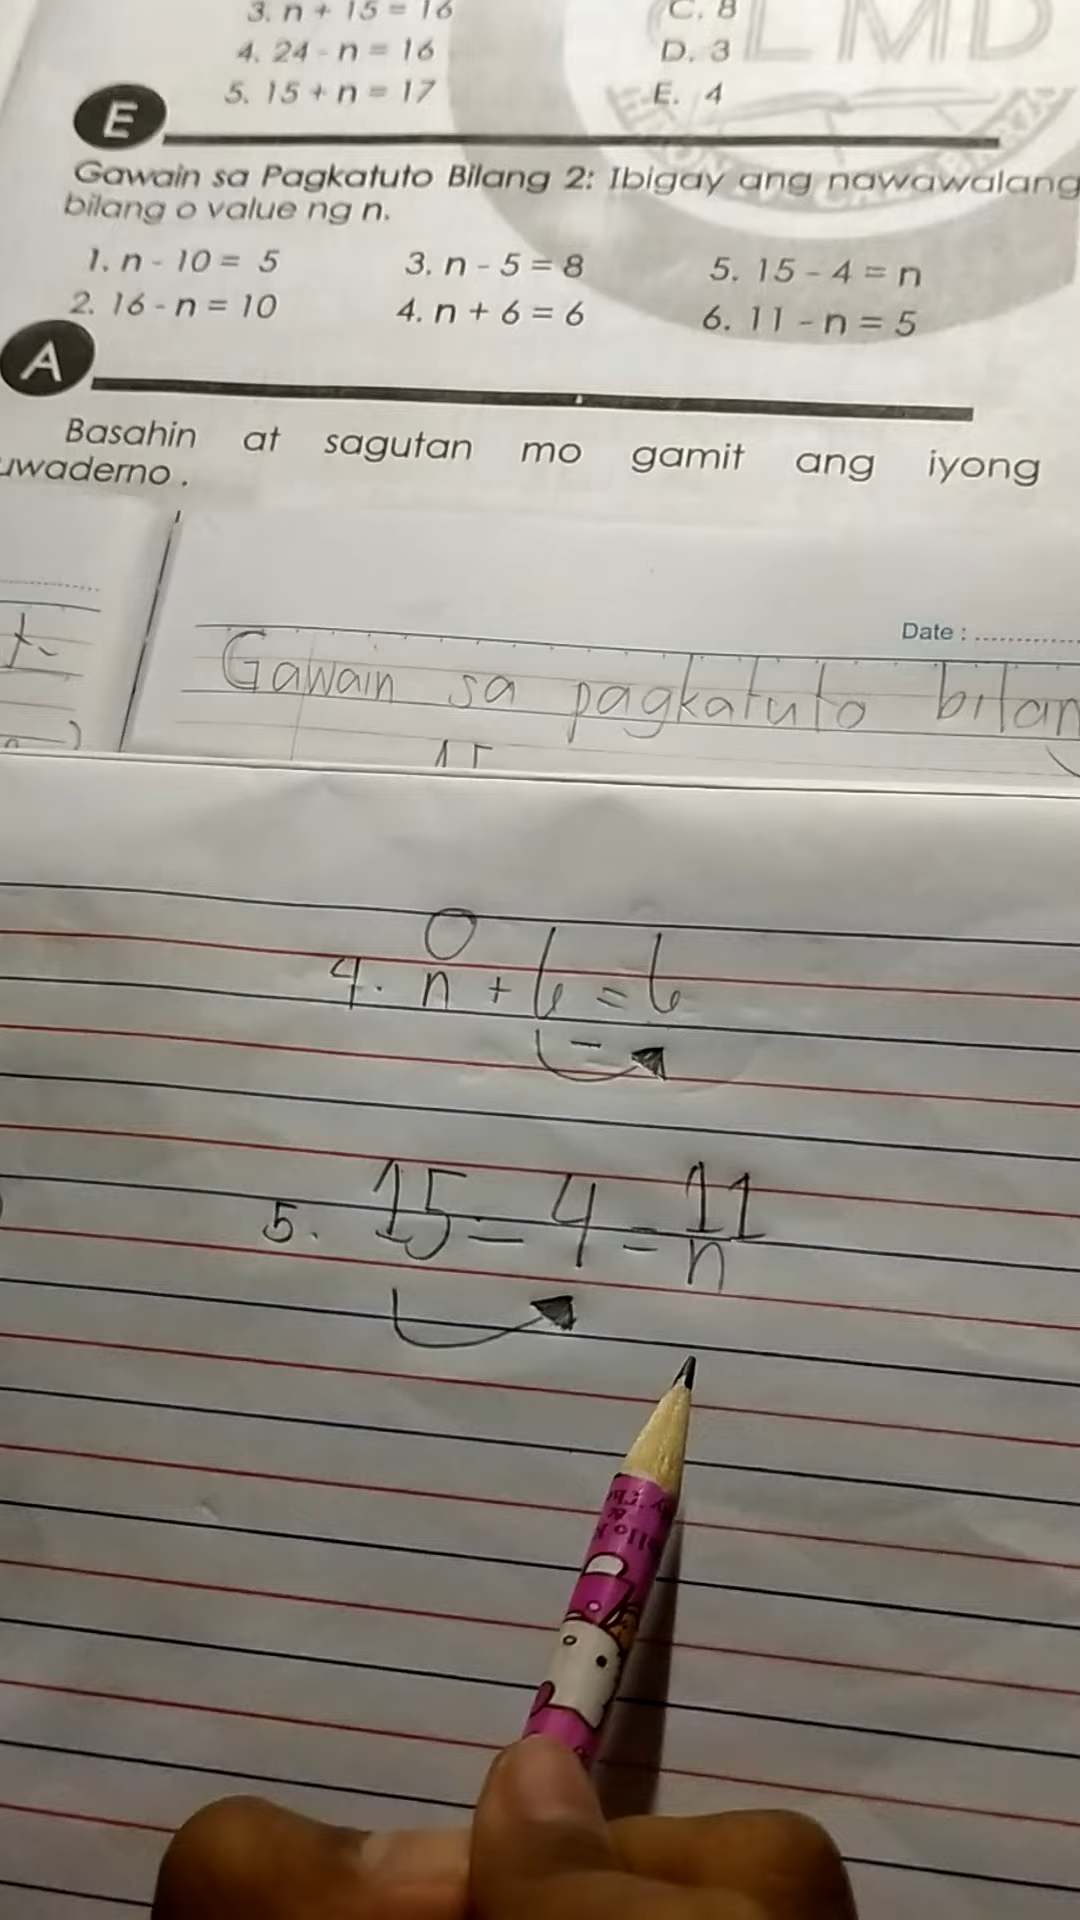 3. n + 15 = 16 C. 8
4. 24 - n = 16 D. 3
5. 15 + n = 17 E. 4
LMD
E
Gawain sa Pagkatuto Bilang 2: Ibigay ang nawawalang
bilang o value ng n.
1. n - 10 = 5 3. n - 5 = 8 5. 15 - 4 = n
2. 16 - n = 10 4. n + 6 = 6 6. 11 - n = 5
A
Basahin at sagutan mo gamit ang iyong
uwaderno.
Date :
Gawain sa pagkatuto bilan
15
0
4. n + 6 = 6
-
11
5. 15 - 4 = n